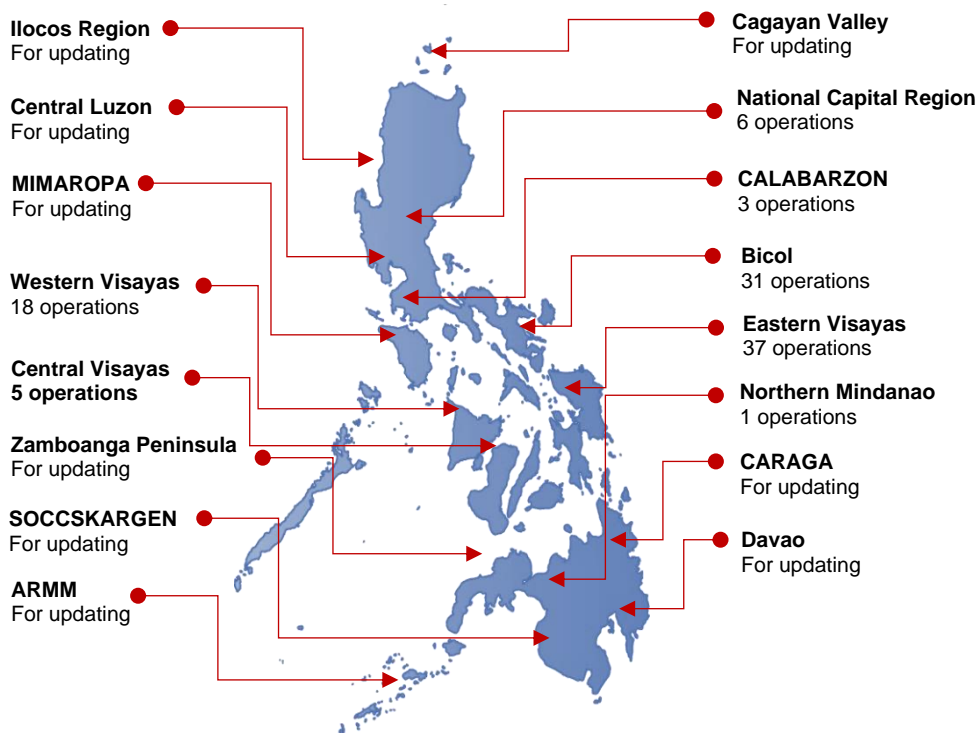 Ilocos Region
For updating
Central Luzon
For updating
MIMAROPA
For updating
Western Visayas
18 operations
Central Visayas
5 operations
Zamboanga Peninsula
For updating
SOCCSKARGEN
For updating
ARMM
For updating
Cagayan Valley
For updating
National Capital Region
6 operations
CALABARZON
3 operations
Bicol
31 operations
Eastern Visayas
37 operations
Northern Mindanao
1 operations
CARAGA
For updating
Davao
For updating